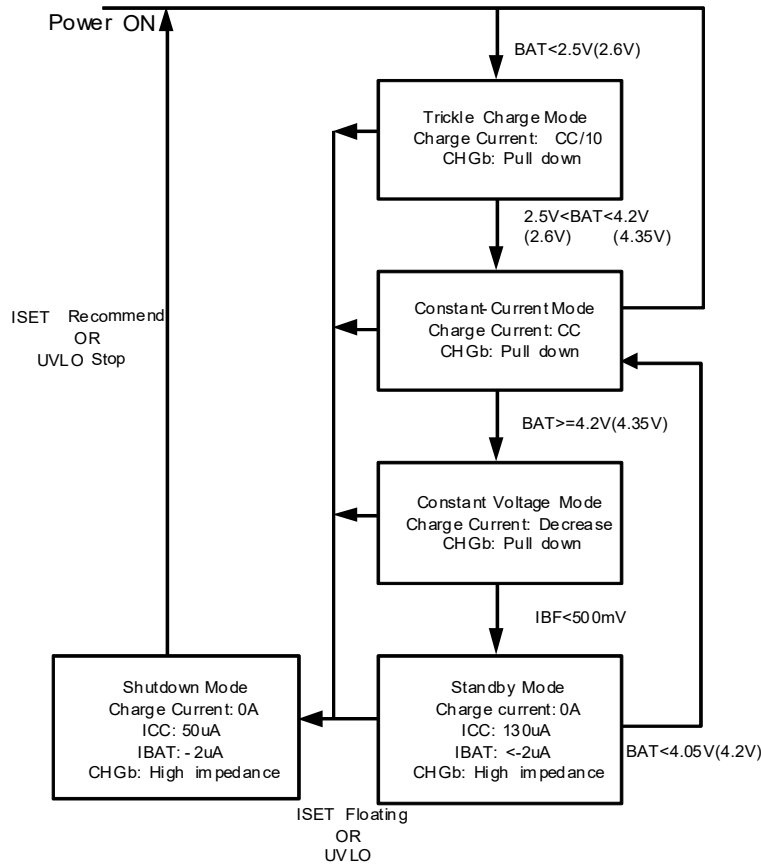 Power ON
BAT<2.5V(2.6V)
Trickle Charge Mode
Charge Current: CC/10
CHGb: Pull down
2.5V<BAT<4.2V
(2.6V) (4.35V)
Constant-Current Mode
Charge Current: CC
CHGb: Pull down
ISET Recommend
OR
UVLO Stop
BAT>=4.2V(4.35V)
Constant Voltage Mode
Charge Current: Decrease
CHGb: Pull down
IBF<500mV
Shutdown Mode
Charge Current: 0A
ICC: 50uA
IBAT: -2uA
CHGb: High impedance
Standby Mode
Charge current: 0A
ICC: 130uA
IBAT: <-2uA
CHGb: High impedance
BAT<4.05V(4.2V)
ISET Floating
OR
UVLO